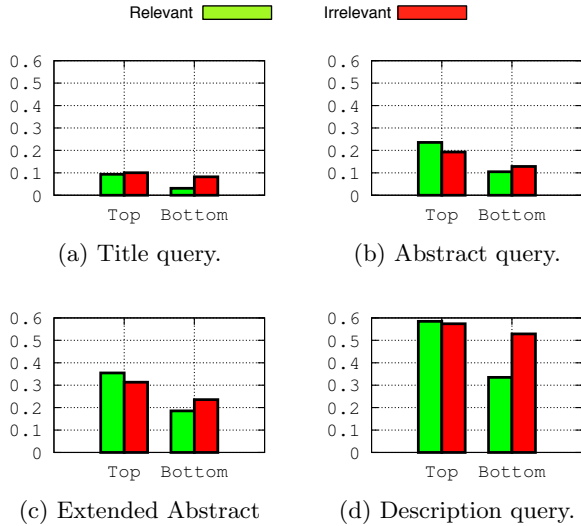 Relevant Irrelevant
0.6 0.6
0.5 0.5
0.4 0.4
0.3 0.3
0.2 0.2
0.1 0.1
0 0
Top Bottom Top Bottom
(a) Title query. (b) Abstract query.
0.6 0.6
0.5 0.5
0.4 0.4
0.3 0.3
0.2 0.2
0.1 0.1
0 0
Top Bottom Top Bottom
(c) Extended Abstract (d) Description query.